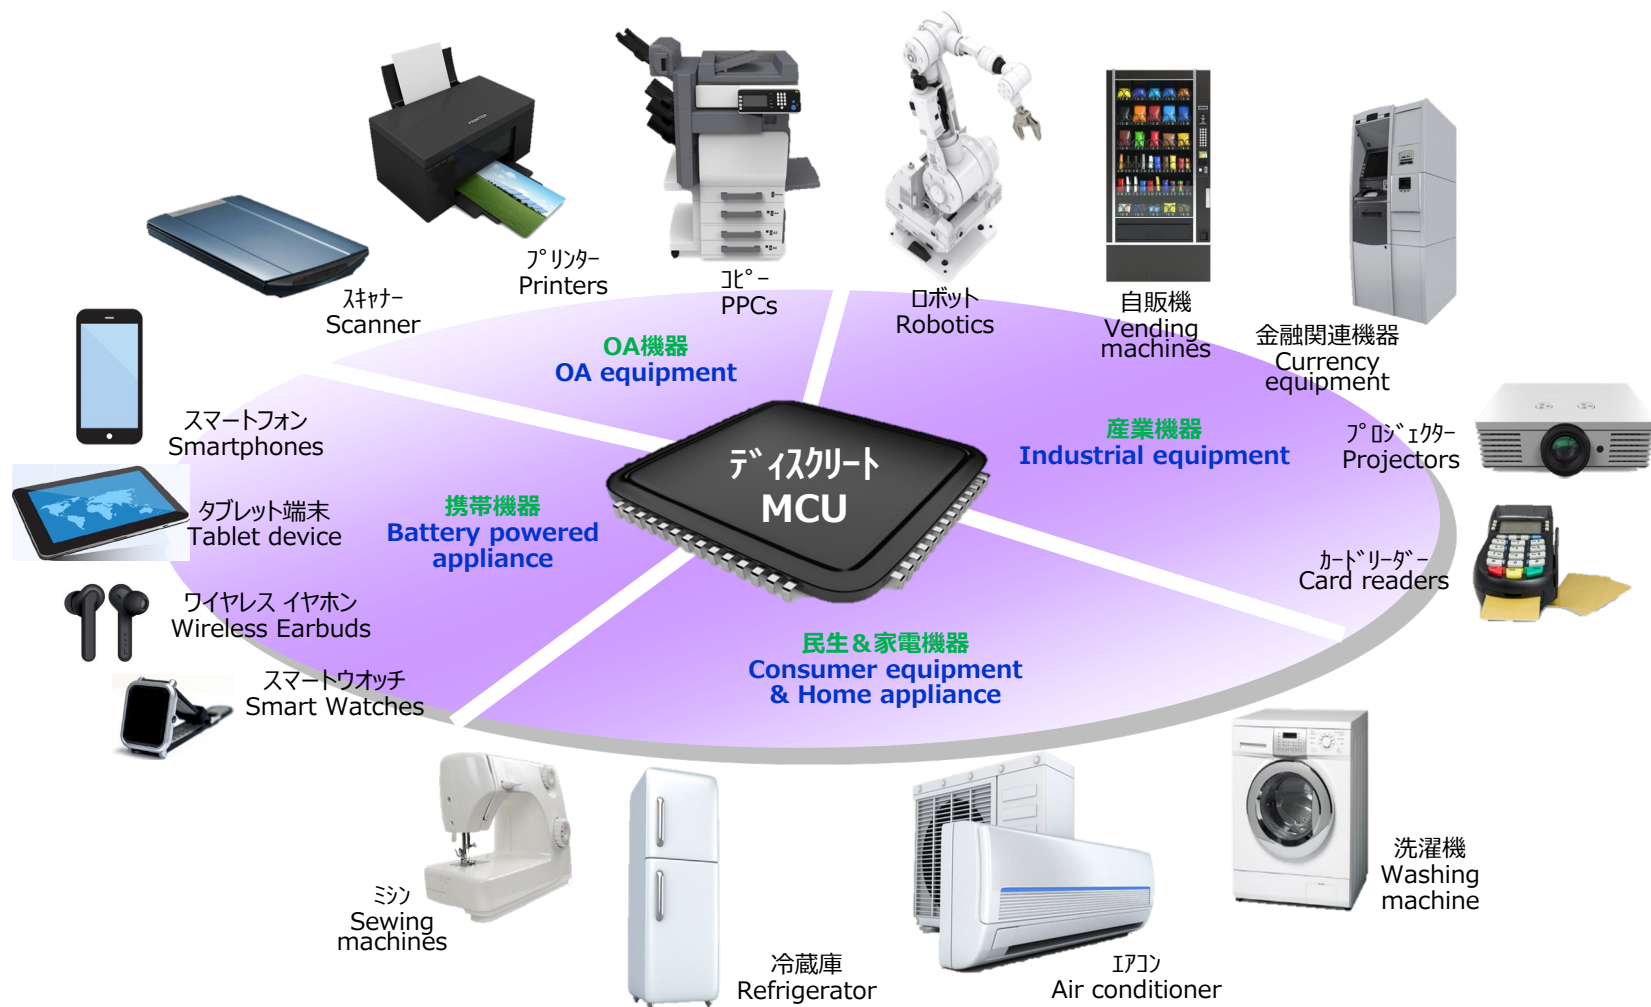 ﾌﾟﾘﾝﾀｰ
Printers
ｺﾋﾟｰ
PPCs
ｽｷｬﾅｰ
Scanner
ﾛﾎﾞｯﾄ
Robotics
自販機
Vending
machines
金融関連機器
Currency
equipment
OA機器
OA equipment
スマートフォン
Smartphones
産業機器
Industrial equipment
ﾌﾟﾛｼﾞｪｸﾀｰ
Projectors
ﾃﾞｨｽｸﾘｰﾄ
MCU
携帯機器
Battery powered
appliance
タブレット端末
Tablet device
ｶｰﾄﾞﾘｰﾀﾞｰ
Card readers
ワイヤレス イヤホン
Wireless Earbuds
民生＆家電機器
Consumer equipment
& Home appliance
スマートウオッチ
Smart Watches
ﾐｼﾝ
Sewing
machines
洗濯機
Washing
machine
冷蔵庫
Refrigerator
ｴｱｺﾝ
Air conditioner